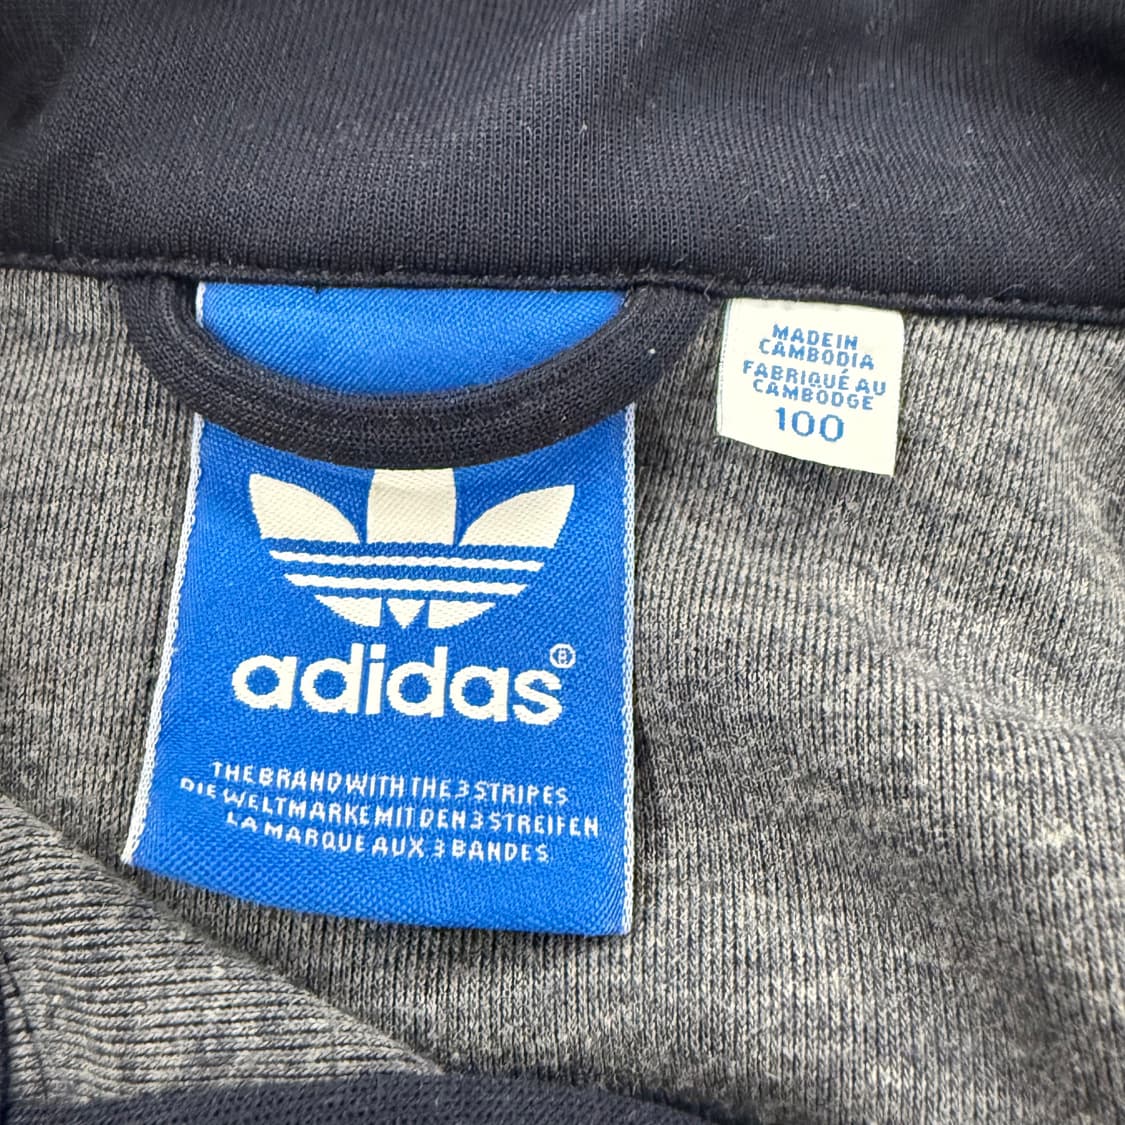 MADE IN
CAMBODIA
FABRIQUÉ AU
CAMBODGE
100
adidas®
THE BRAND WITH THE 3 STRIPES
DIE WELTMARKE MIT DEN 3 STREIFEN
LA MARQUE AUX 3 BANDES